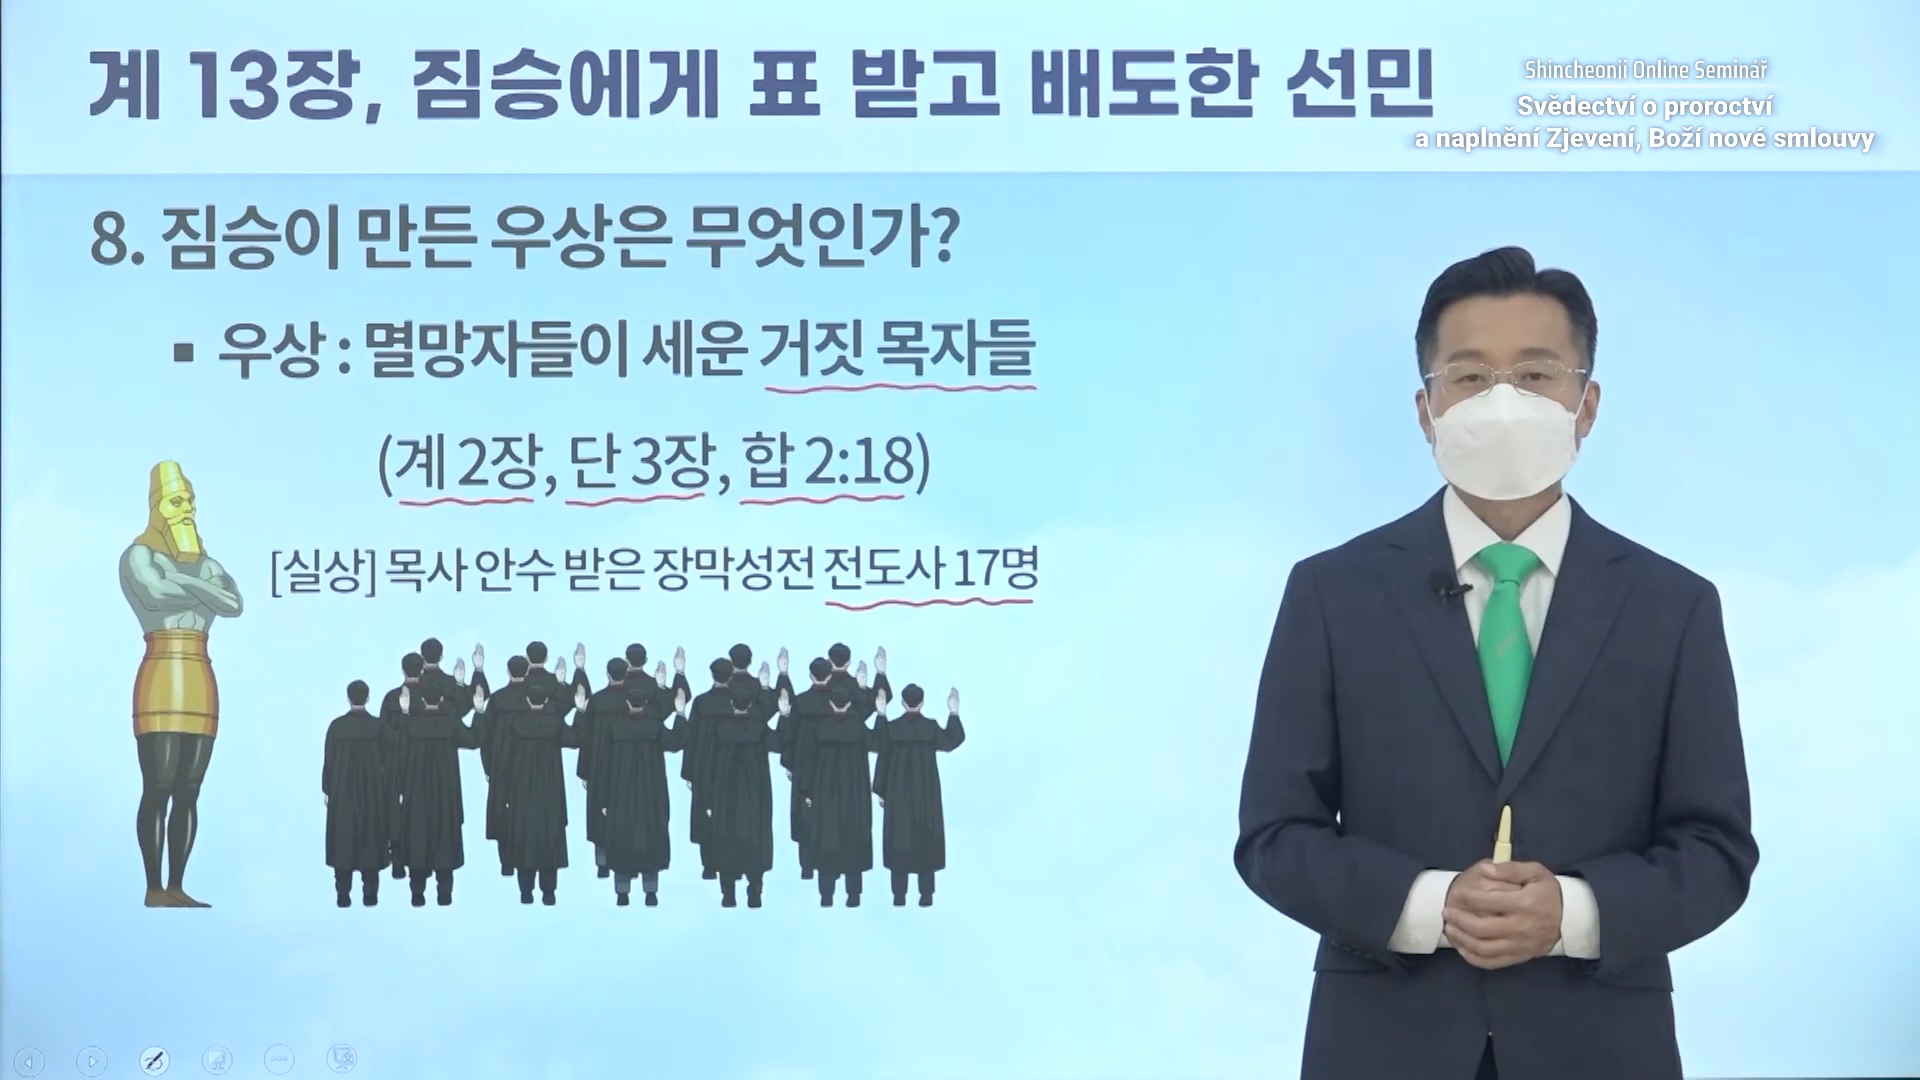 계 13장, 짐승에게 표 받고 배도한 선민
Shincheonji Online Seminář
Svědectví o proroctví
a naplnění Zjevení, Boží nové smlouvy
8. 짐승이 만든 우상은 무엇인가?
▪ 우상 : 멸망자들이 세운 거짓 목자들
(계 2장, 단 3장, 합 2:18)
[실상] 목사 안수 받은 장막성전 전도사 17명